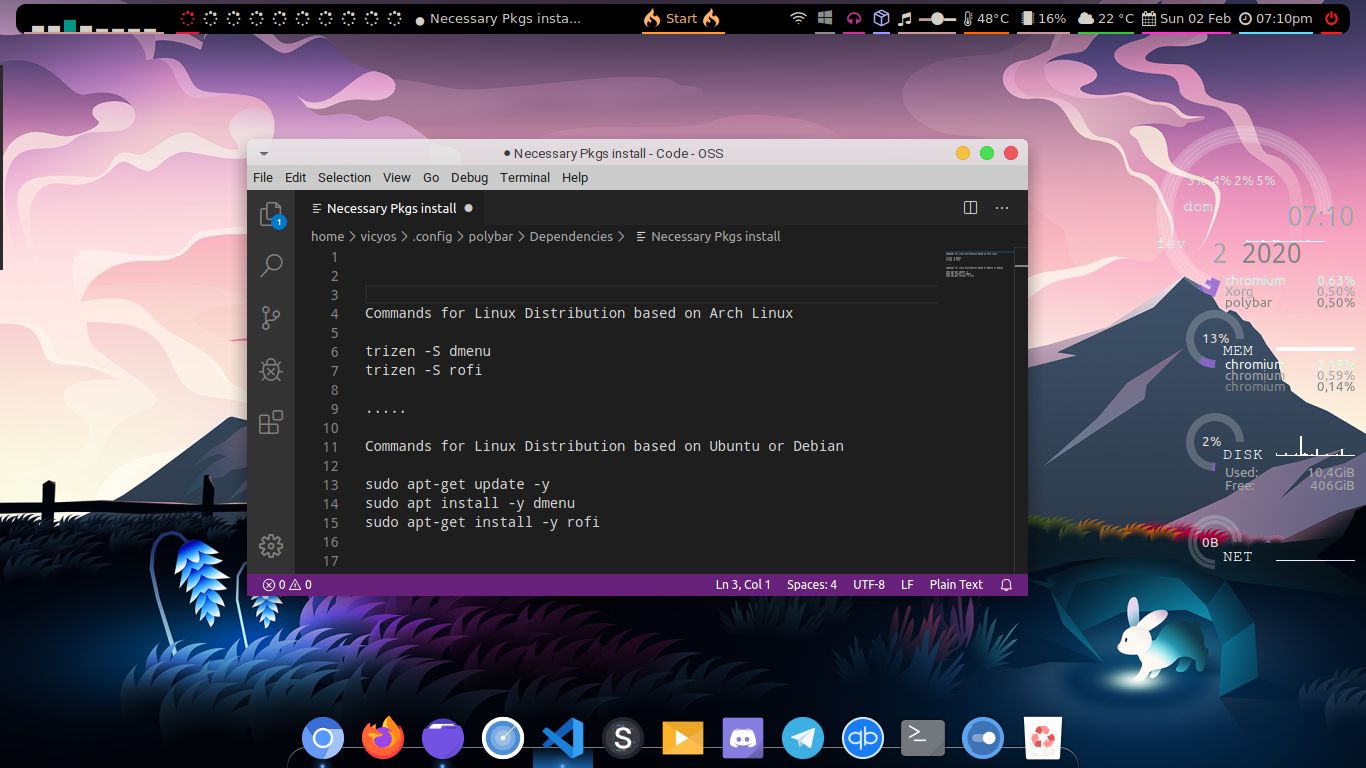 Necessary Pkgs insta... Start 48°C 16% 22 °C Sun 02 Feb 07:10pm
Necessary Pkgs install - Code - OSS
File Edit Selection View Go Debug Terminal Help
1
Necessary Pkgs install
home > vicyos > .config > polybar > Dependencies > Necessary Pkgs install
1
2
3
4 Commands for Linux Distribution based on Arch Linux
5
6 trizen -S dmenu
7 trizen -S rofi
8
9 .....
10
11 Commands for Linux Distribution based on Ubuntu or Debian
12
13 sudo apt-get update -y
14 sudo apt install -y dmenu
15 sudo apt-get install -y rofi
16
17
0 0 Ln 3, Col 1 Spaces: 4 UTF-8 LF Plain Text
4% 2% 5%
dom 07:10
fev 2 2020
chromium 0,63%
Xorg 0,50%
polybar 0,50%
13%
MEM
chromium
chromium 0,59%
chromium 0,14%
2%
DISK
Used: 10,4GiB
Free: 406GiB
0B
NET
S
qb